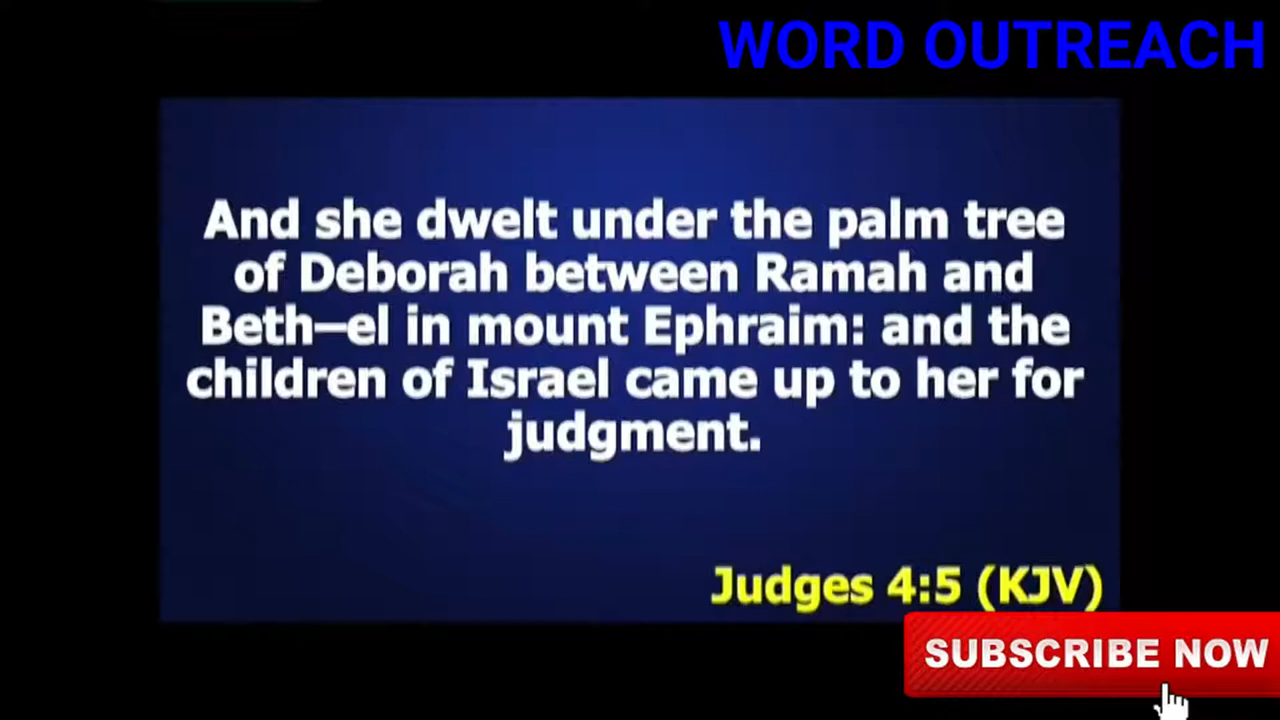 WORD OUTREACH
And she dwelt under the palm tree
of Deborah between Ramah and
Beth–el in mount Ephraim: and the
children of Israel came up to her for
judgment.
Judges 4:5 (KJV)
SUBSCRIBE NOW